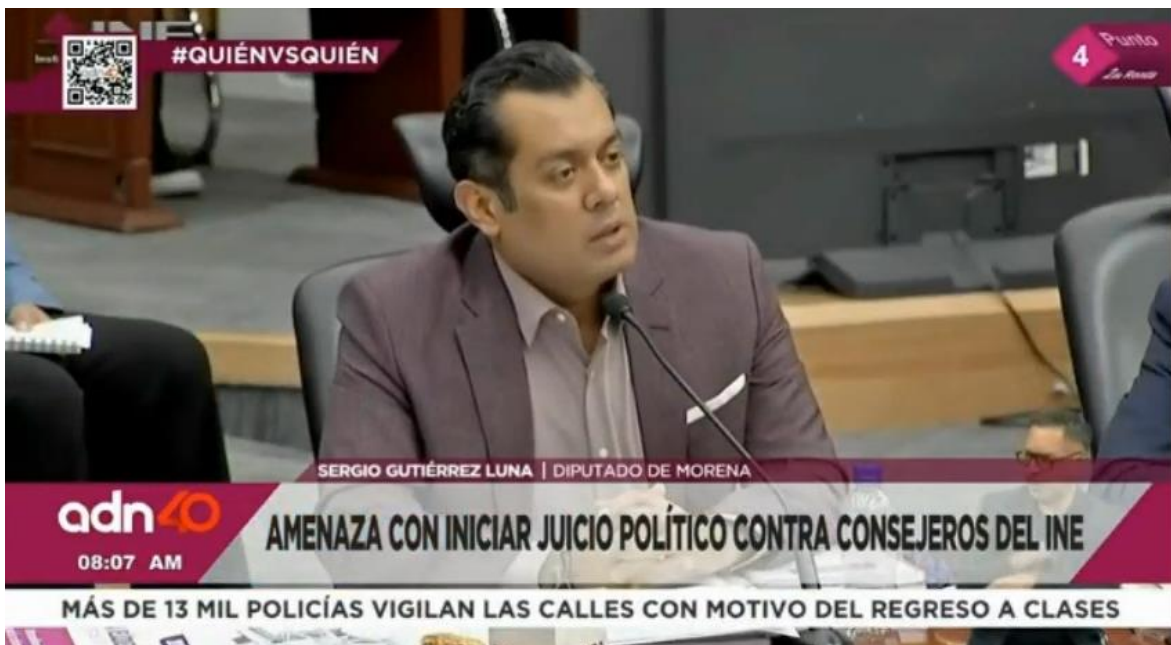 #QUIÉNVSQUIÉN
4
Punto
SERGIO GUTIÉRREZ LUNA | DIPUTADO DE MORENA
adn40
AMENAZA CON INICIAR JUICIO POLÍTICO CONTRA CONSEJEROS DEL INE
08:07 AM
MÁS DE 13 MIL POLICÍAS VIGILAN LAS CALLES CON MOTIVO DEL REGRESO A CLASES